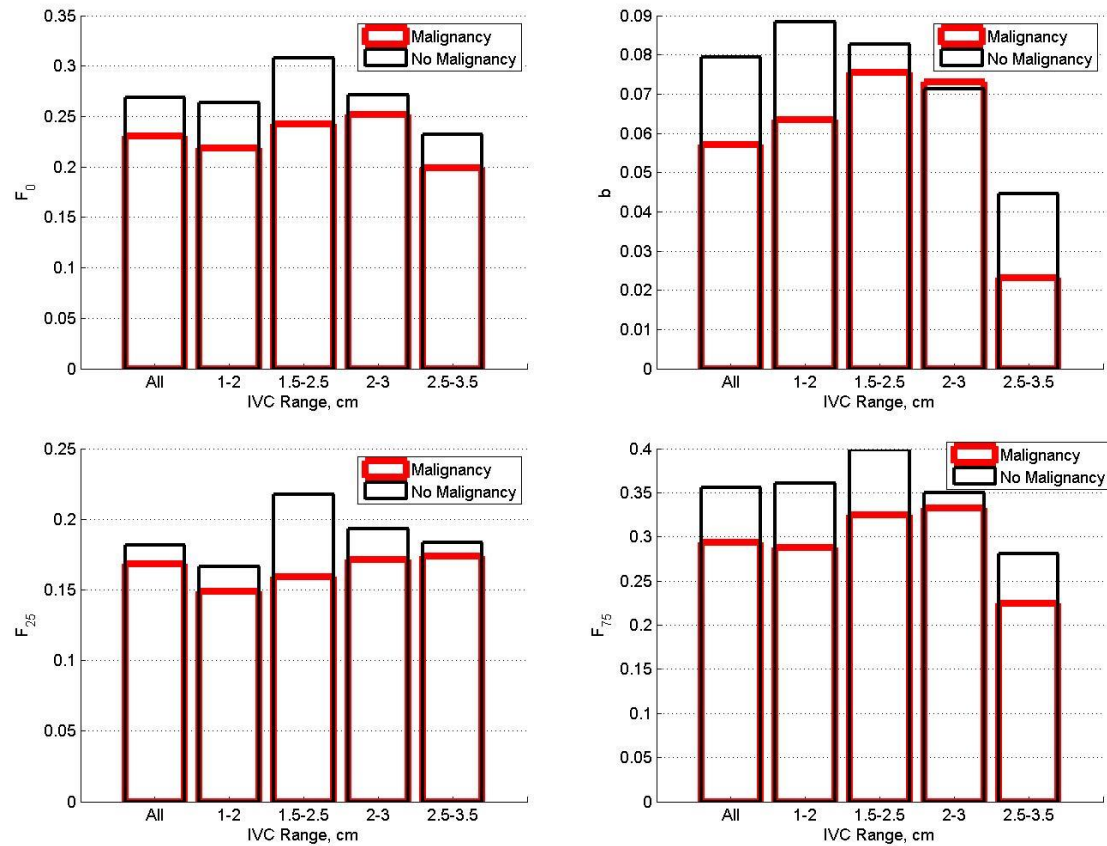 0.35
0.3
0.25
0.2
0.15
0.1
0.05
0
F0
Malignancy
No Malignancy
All 1-2 1.5-2.5 2-3 2.5-3.5
IVC Range, cm
0.09
0.08
0.07
0.06
0.05
0.04
0.03
0.02
0.01
0
b
Malignancy
No Malignancy
All 1-2 1.5-2.5 2-3 2.5-3.5
IVC Range, cm
0.25
0.2
0.15
0.1
0.05
0
F25
Malignancy
No Malignancy
All 1-2 1.5-2.5 2-3 2.5-3.5
IVC Range, cm
0.4
0.35
0.3
0.25
0.2
0.15
0.1
0.05
0
F75
Malignancy
No Malignancy
All 1-2 1.5-2.5 2-3 2.5-3.5
IVC Range, cm